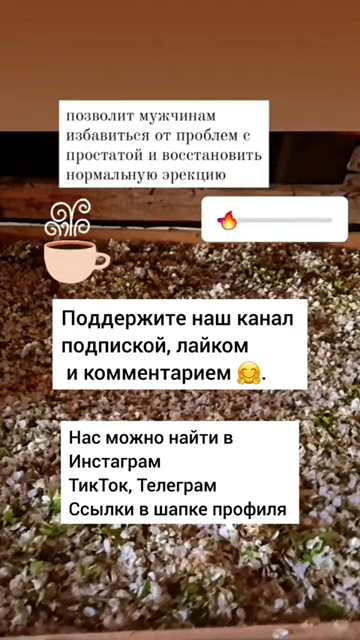 позволит мужчинам
избавиться от проблем с
простатой и восстановить
нормальную эрекцию
Поддержите наш канал
подпиской, лайком
и комментарием 🤗.
Нас можно найти в
Инстаграм
ТикТок, Телеграм
Ссылки в шапке профиля